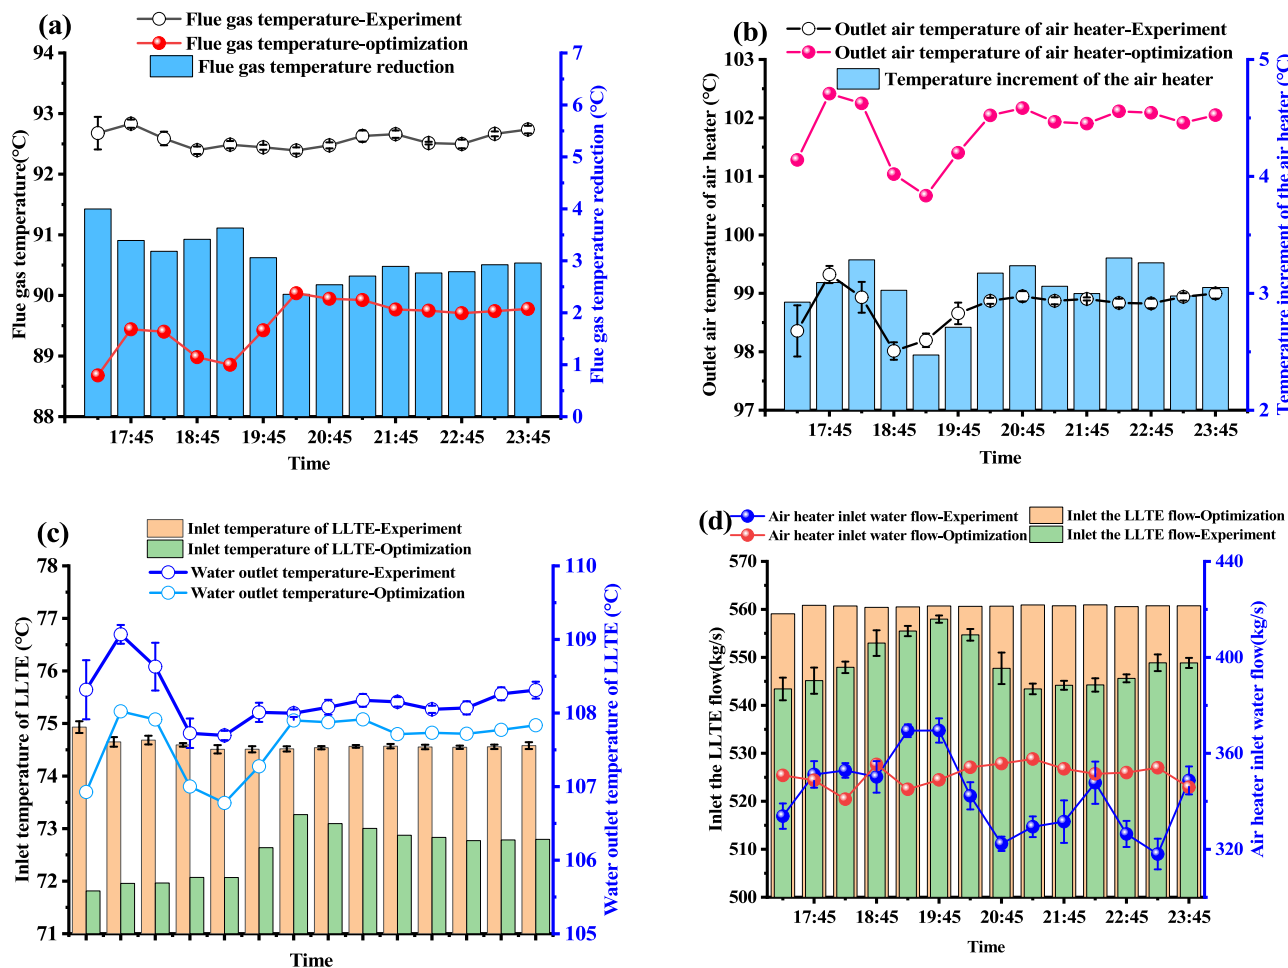 (a)
Flue gas temperature-Experiment
Flue gas temperature-optimization
Flue gas temperature reduction
94
93
92
91
90
89
88
Flue gas temperature(°C)
7
6
5
4
3
2
1
0
Flue gas temperature reduction (°C)
17:45 18:45 19:45 20:45 21:45 22:45 23:45
Time
(b)
Outlet air temperature of air heater-Experiment
Outlet air temperature of air heater-optimization
Temperature increment of the air heater
103
102
101
100
99
98
97
Outlet air temperature of air heater (°C)
5
4
3
2
Temperature increment of the air heater (°C)
17:45 18:45 19:45 20:45 21:45 22:45 23:45
Time
(c)
Inlet temperature of LLTE-Experiment
Inlet temperature of LLTE-Optimization
Water outlet temperature-Experiment
Water outlet temperature-Optimization
78
77
76
75
74
73
72
71
Inlet temperature of LLTE (°C)
110
109
108
107
106
105
Water outlet temperature of LLTE (°C)
Time
(d)
Air heater inlet water flow-Experiment
Air heater inlet water flow-Optimization
Inlet the LLTE flow-Optimization
Inlet the LLTE flow-Experiment
570
560
550
540
530
520
510
500
Inlet the LLTE flow(kg/s)
440
400
360
320
Air heater inlet water flow(kg/s)
17:45 18:45 19:45 20:45 21:45 22:45 23:45
Time